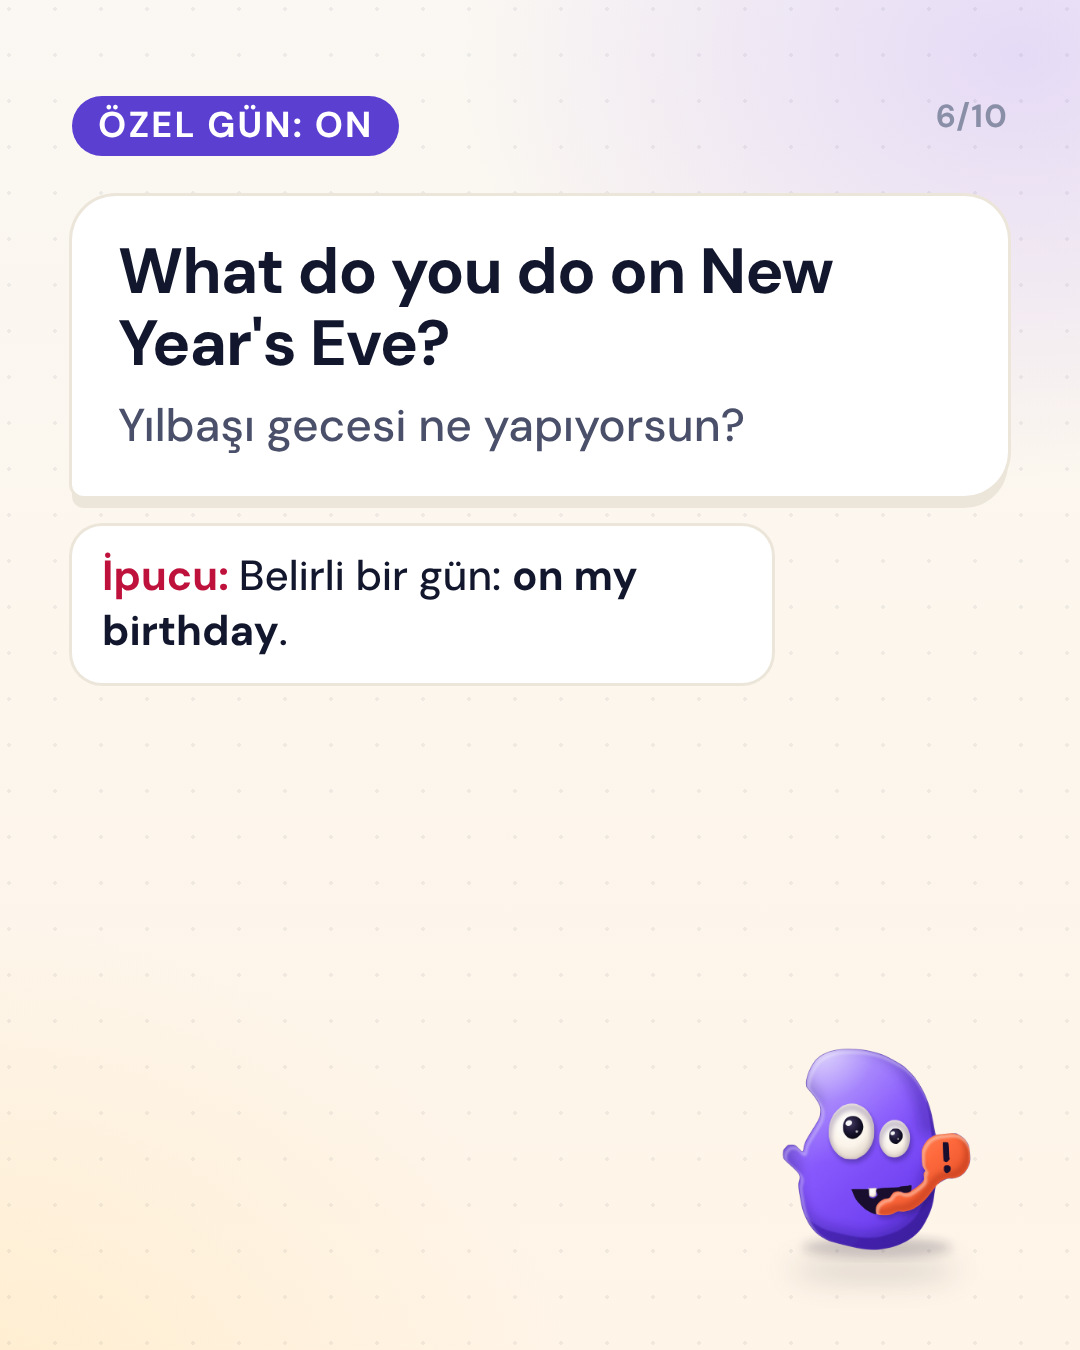 ÖZEL GÜN: ON
6/10
What do you do on New
Year's Eve?
Yılbaşı gecesi ne yapıyorsun?
İpucu: Belirli bir gün: on my
birthday.
!